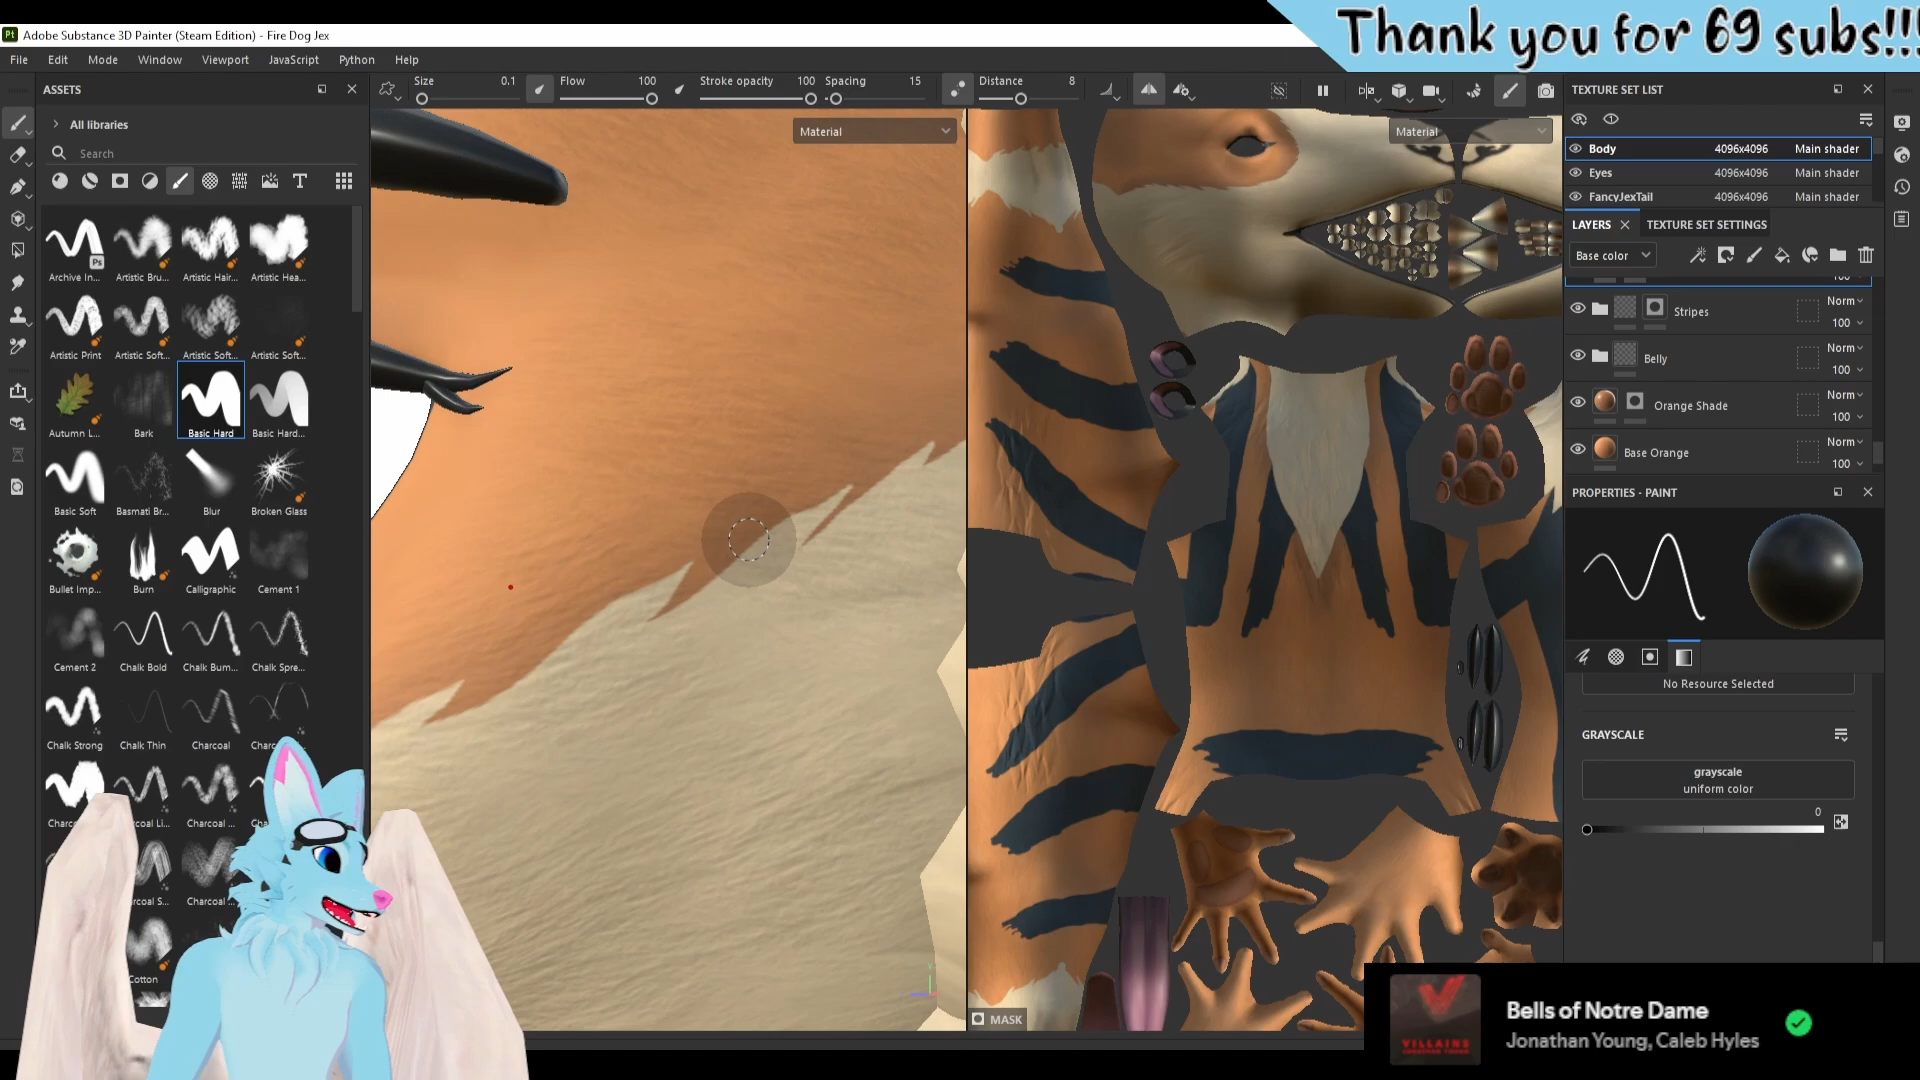 Thank you for 69 subs!!!
Adobe Substance 3D Painter (Steam Edition) - Fire Dog Jex
File Edit Mode Window Viewport JavaScript Python Help
ASSETS
Size 0.1 Flow 100 Stroke opacity 100 Spacing 15 Distance 8
TEXTURE SET LIST
All libraries
Search
Material
Material
Body 4096x4096 Main shader
Eyes 4096x4096 Main shader
FancyJexTail 4096x4096 Main shader
LAYERS TEXTURE SET SETTINGS
Base color
100
Stripes Norm 100
Belly Norm 100
Orange Shade Norm 100
Base Orange Norm 100
Archive In... Artistic Bru... Artistic Hair... Artistic Hea...
Ps
Artistic Print Artistic Soft... Artistic Soft... Artistic Soft...
Autumn L... Bark Basic Hard Basic Hard...
Basic Soft Basmati Br... Blur Broken Glass
Bullet Imp... Burn Calligraphic Cement 1
Cement 2 Chalk Bold Chalk Bum... Chalk Spre...
Chalk Strong Chalk Thin Charcoal
Cotton
PROPERTIES - PAINT
No Resource Selected
GRAYSCALE
grayscale
uniform color
0
MASK
VILLAINS
Bells of Notre Dame
Jonathan Young, Caleb Hyles